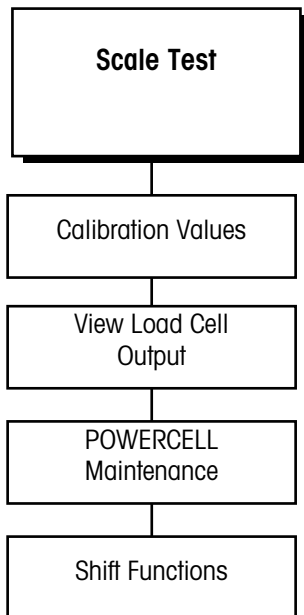 Scale Test
Calibration Values
View Load Cell
Output
POWERCELL
Maintenance
Shift Functions